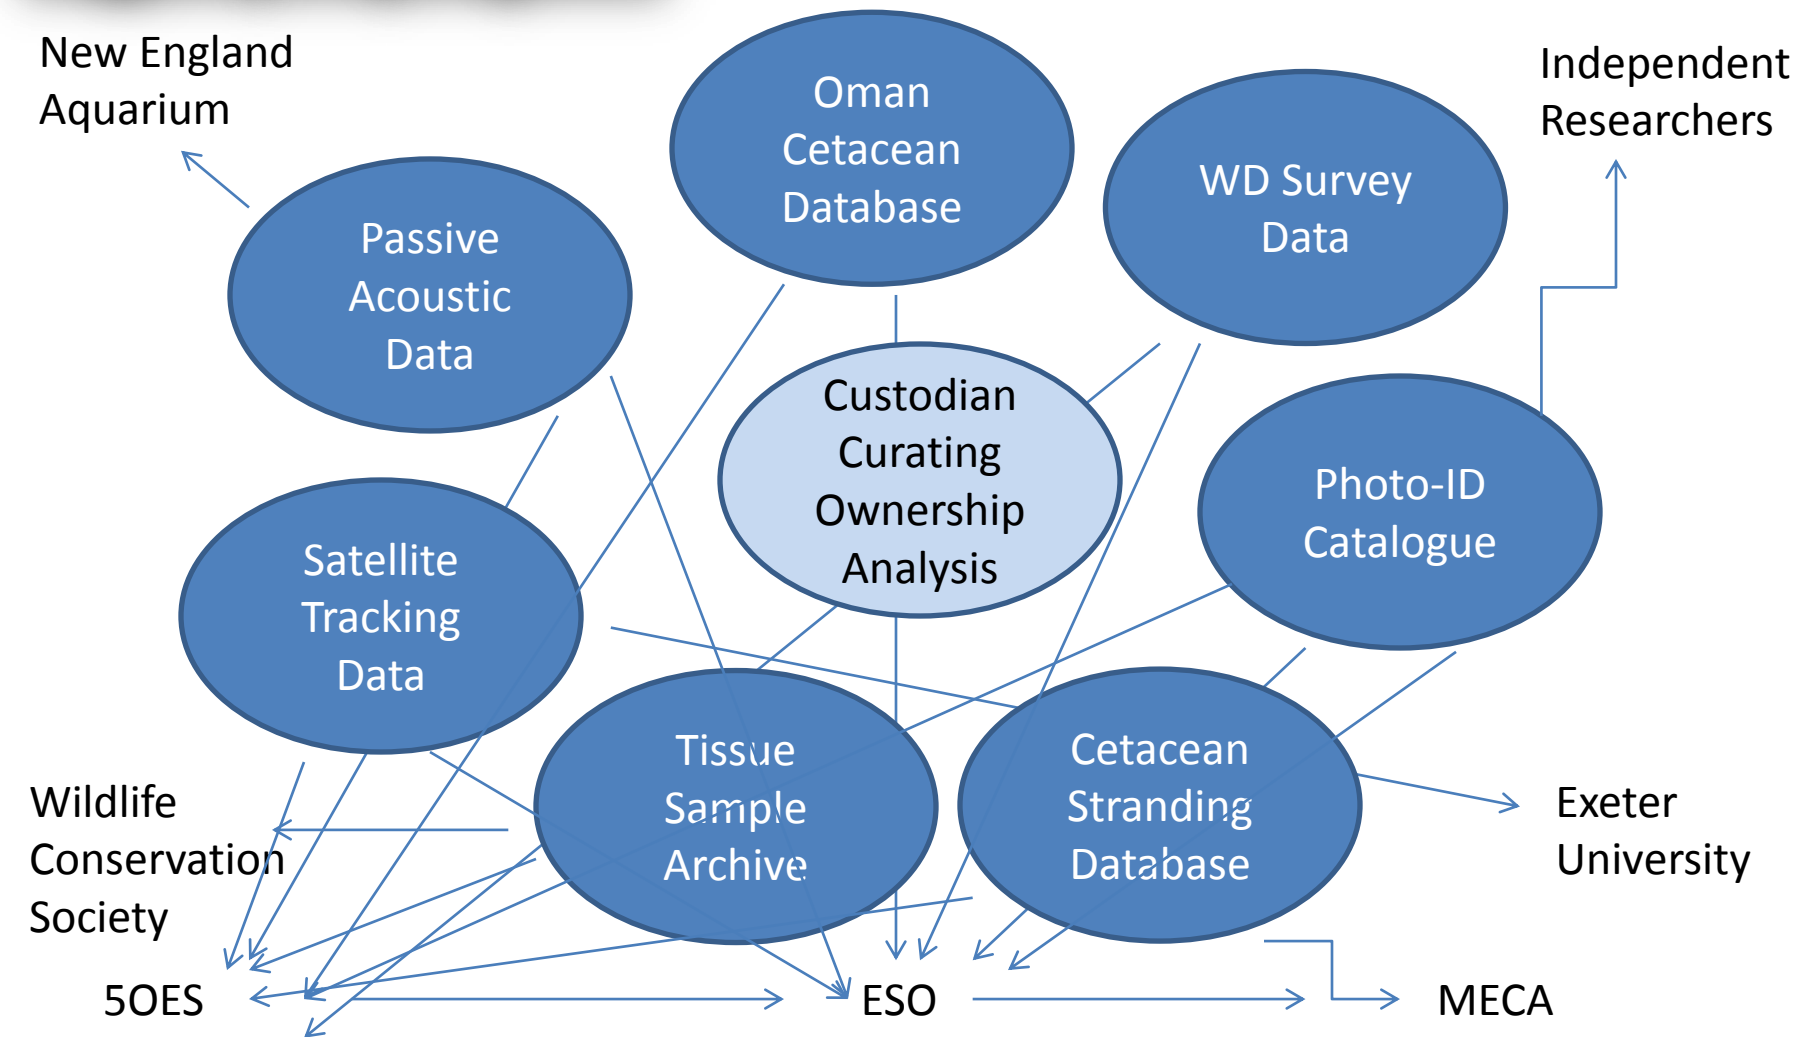 New England
Aquarium
Oman
Cetacean
Database
Independent
Researchers
WD Survey
Data
Passive
Acoustic
Data
Custodian
Curating
Ownership
Analysis
Photo-ID
Catalogue
Satellite
Tracking
Data
Tissue
Sample
Archive
Cetacean
Stranding
Database
Wildlife
Conservation
Society
Exeter
University
5OES
ESO
MECA